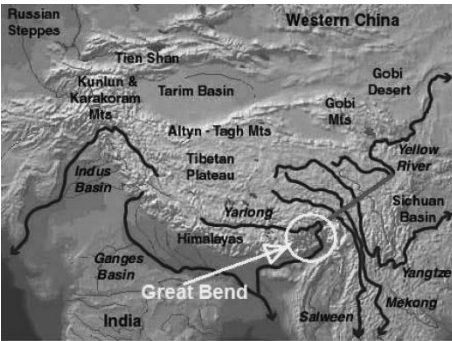 Russian
Steppes
Western China
Tien Shan
Gobi
Desert
Kunlun &
Karakoram
Mts
Tarim Basin
Gobi
Mts
Altyn - Tagh Mts
Yellow
River
Tibetan
Plateau
Indus
Basin
Sichuan
Basin
Yarlong
Himalayas
Ganges
Basin
Yangtze
Great Bend
Mekong
India
Salween